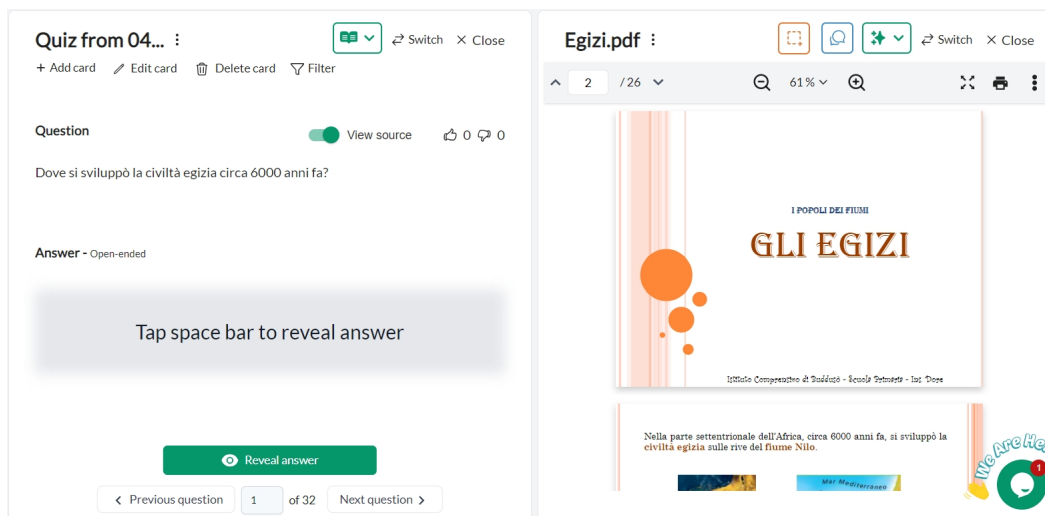 Quiz from 04...
Switch
Close
+ Add card
Edit card
Delete card
Filter
Question
View source
0
0
Dove si sviluppò la civiltà egizia circa 6000 anni fa?
Answer - Open-ended
Tap space bar to reveal answer
Reveal answer
Previous question
1
of 32
Next question
Egizi.pdf
Switch
Close
2
/ 26
61%
I POPOLI DEI FIUMI
GLI EGIZI
Istituto Comprensivo di Buddusò - Scuola Primaria - Ins. Dore
Nella parte settentrionale dell'Africa, circa 6000 anni fa, si sviluppò la
civiltà egizia sulle rive del fiume Nilo.
Mar Mediterraneo
We Are He
1